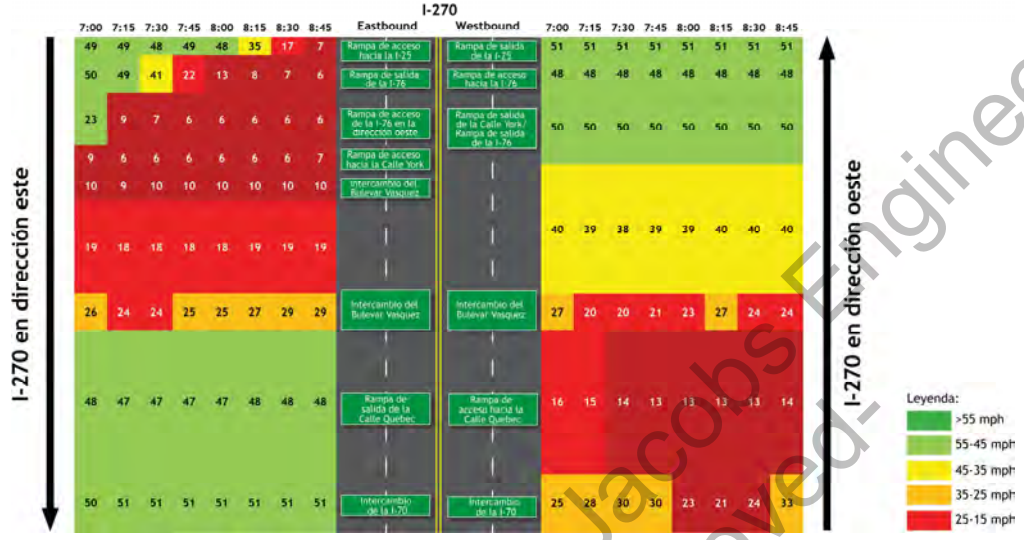 I-270
7:00 7:15 7:30 7:45 8:00 8:15 8:30 8:45 Eastbound Westbound 7:00 7:15 7:30 7:45 8:00 8:15 8:30 8:45
49 49 48 49 48 35 17 7 Rampa de acceso hacia la I-25 Rampa de salida de la I-25 51 51 51 51 51 51 51 51
50 49 41 22 13 8 7 6 Rampa de salida de la I-76 Rampa de acceso hacia la I-76 48 48 48 48 48 48 48 48
23 9 7 6 6 6 6 6 Rampa de acceso de la I-76 en la dirección oeste Rampa de salida de la Calle York/ Rampa de salida de la I-76 50 50 50 50 50 50 50 50
9 6 6 6 6 6 6 7 Rampa de acceso hacia la Calle York
10 9 10 10 10 10 10 10 Intercambio del Bulevar Vasquez
19 18 18 18 18 19 19 19 40 39 38 39 39 40 40 40
26 24 24 25 25 27 29 29 Intercambio del Bulevar Vasquez Intercambio del Bulevar Vasquez 27 20 20 21 23 27 24 24
48 47 47 47 47 48 48 48 Rampa de salida de la Calle Quebec Rampa de acceso hacia la Calle Quebec 16 15 14 13 13 13 13 14
50 51 51 51 51 51 51 51 Intercambio de la I-70 Intercambio de la I-70 25 28 30 30 23 21 24 33
I-270 en dirección este
I-270 en dirección oeste
Leyenda:
>55 mph
55-45 mph
45-35 mph
35-25 mph
25-15 mph
Jacobs Engine